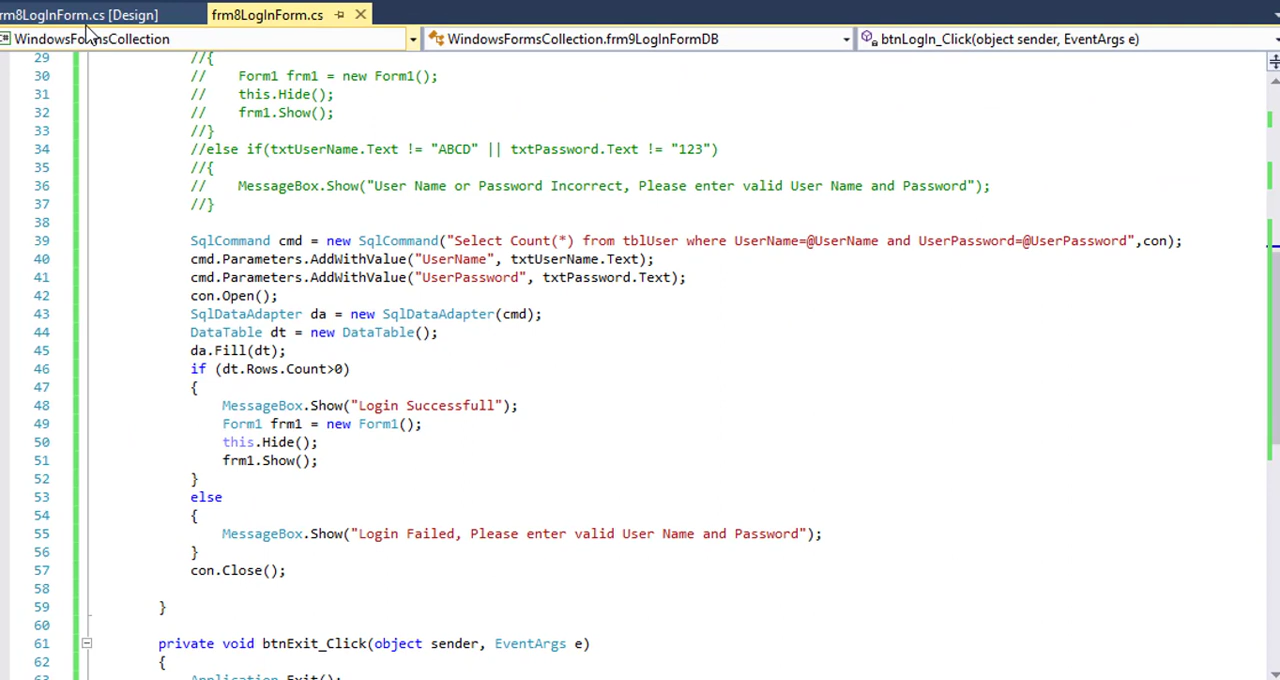 rm8LogInForm.cs [Design]
frm8LogInForm.cs
WindowsFormsCollection
WindowsFormsCollection.frm9LogInFormDB
btnLogIn_Click(object sender, EventArgs e)
29 //{
30 // Form1 frm1 = new Form1();
31 // this.Hide();
32 // frm1.Show();
33 //}
34 //else if(txtUserName.Text != "ABCD" || txtPassword.Text != "123")
35 //{
36 // MessageBox.Show("User Name or Password Incorrect, Please enter valid User Name and Password");
37 //}
38
39 SqlCommand cmd = new SqlCommand("Select Count(*) from tblUser where UserName=@UserName and UserPassword=@UserPassword",con);
40 cmd.Parameters.AddWithValue("UserName", txtUserName.Text);
41 cmd.Parameters.AddWithValue("UserPassword", txtPassword.Text);
42 con.Open();
43 SqlDataAdapter da = new SqlDataAdapter(cmd);
44 DataTable dt = new DataTable();
45 da.Fill(dt);
46 if (dt.Rows.Count>0)
47 {
48 MessageBox.Show("Login Successfull");
49 Form1 frm1 = new Form1();
50 this.Hide();
51 frm1.Show();
52 }
53 else
54 {
55 MessageBox.Show("Login Failed, Please enter valid User Name and Password");
56 }
57 con.Close();
58
59 }
60
61 private void btnExit_Click(object sender, EventArgs e)
62 {
63 Application.Exit();